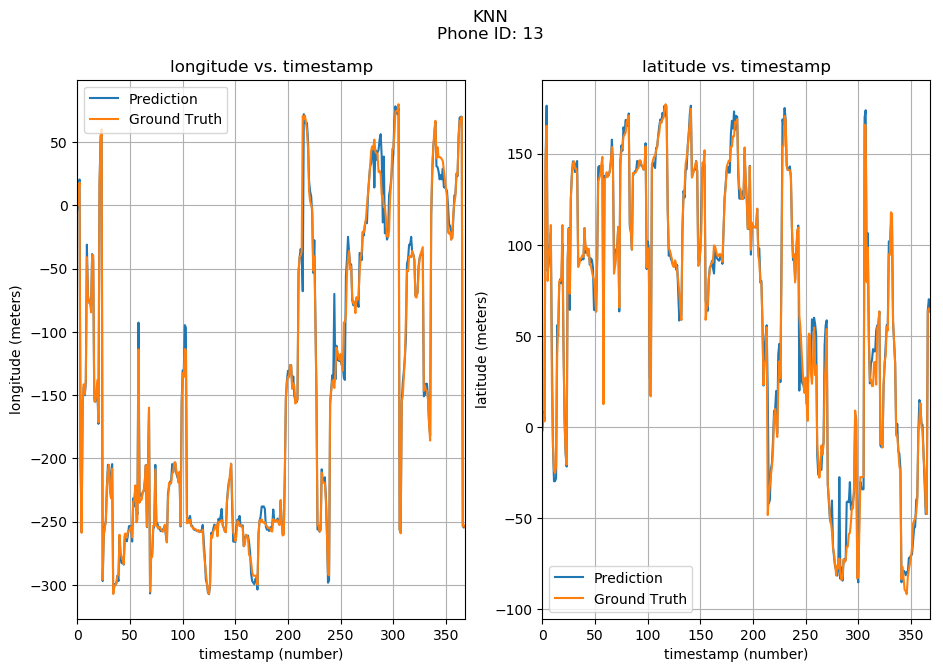 KNN
Phone ID: 13
longitude vs. timestamp
Prediction
Ground Truth
50
0
−50
−100
−150
−200
−250
−300
longitude (meters)
0 50 100 150 200 250 300 350
timestamp (number)
latitude vs. timestamp
150
100
50
0
−50
−100
latitude (meters)
Prediction
Ground Truth
0 50 100 150 200 250 300 350
timestamp (number)